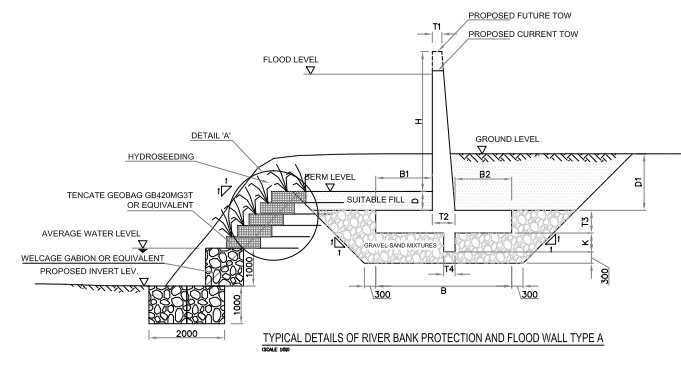 PROPOSED FUTURE TOW
T1
PROPOSED CURRENT TOW
FLOOD LEVEL
H
DETAIL 'A'
GROUND LEVEL
HYDROSEEDING
1
1
BERM LEVEL
B1
B2
D1
TENCATE GEOBAG GB420MG3T
OR EQUIVALENT
SUITABLE FILL
D
T2
T3
AVERAGE WATER LEVEL
GRAVEL-SAND MIXTURES
1
1
1
1
K
WELCAGE GABION OR EQUIVALENT
PROPOSED INVERT LEV.
1000
T4
300
300
B
300
1000
2000
TYPICAL DETAILS OF RIVER BANK PROTECTION AND FLOOD WALL TYPE A